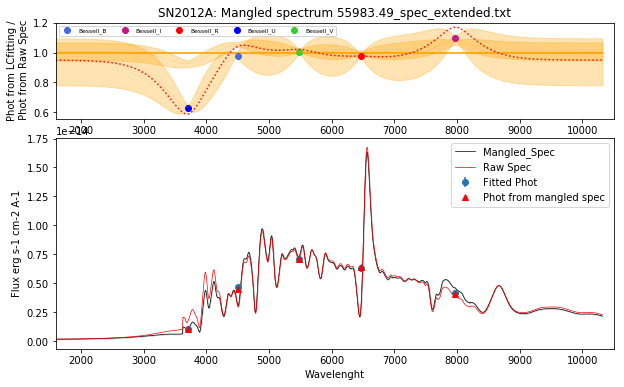 SN2012A: Mangled spectrum 55983.49_spec_extended.txt
Phot from LCfitting /
Phot from Raw Spec
1.2
1.0
0.8
0.6
Bessell_B
Bessell_I
Bessell_R
Bessell_U
Bessell_V
2000 3000 4000 5000 6000 7000 8000 9000 10000
1e−14
Flux erg s-1 cm-2 A-1
1.75
1.50
1.25
1.00
0.75
0.50
0.25
0.00
Mangled_Spec
Raw Spec
Fitted Phot
Phot from mangled spec
2000 3000 4000 5000 6000 7000 8000 9000 10000
Wavelenght